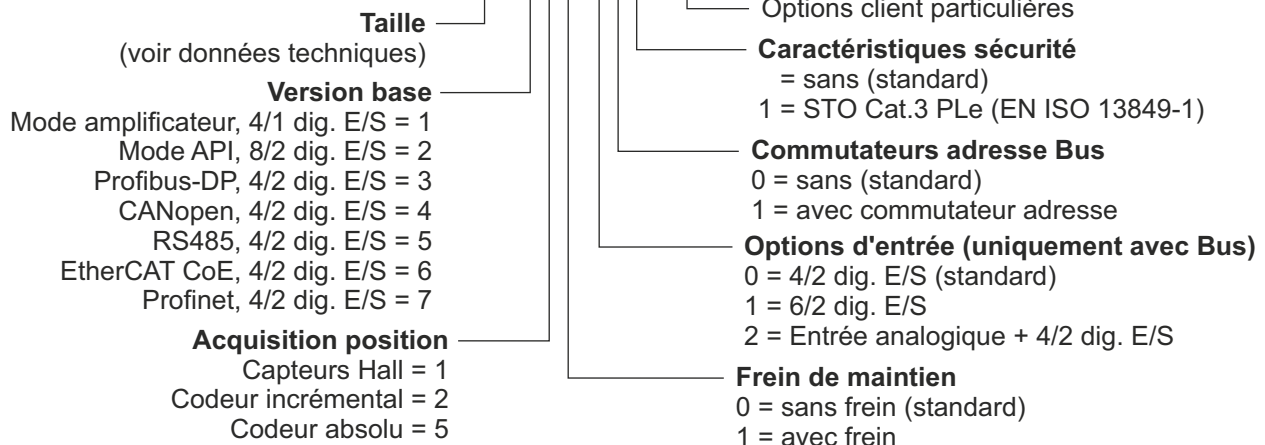 Taille
(voir données techniques)
Version base
Mode amplificateur, 4/1 dig. E/S = 1
Mode API, 8/2 dig. E/S = 2
Profibus-DP, 4/2 dig. E/S = 3
CANopen, 4/2 dig. E/S = 4
RS485, 4/2 dig. E/S = 5
EtherCAT CoE, 4/2 dig. E/S = 6
Profinet, 4/2 dig. E/S = 7
Acquisition position
Capteurs Hall = 1
Codeur incrémental = 2
Codeur absolu = 5
Options client particulières
Caractéristiques sécurité
= sans (standard)
1 = STO Cat.3 PLe (EN ISO 13849-1)
Commutateurs adresse Bus
0 = sans (standard)
1 = avec commutateur adresse
Options d'entrée (uniquement avec Bus)
0 = 4/2 dig. E/S (standard)
1 = 6/2 dig. E/S
2 = Entrée analogique + 4/2 dig. E/S
Frein de maintien
0 = sans frein (standard)
1 = avec frein